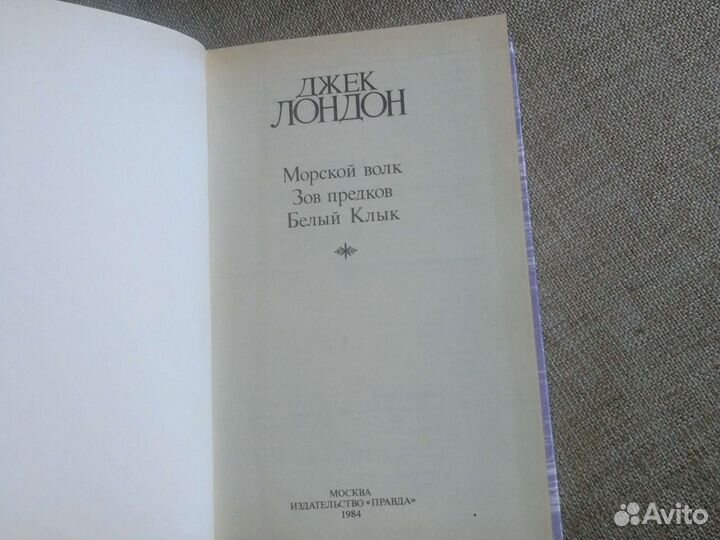 ДЖЕК
ЛОНДОН
Морской волк
Зов предков
Белый Клык
МОСКВА
ИЗДАТЕЛЬСТВО «ПРАВДА»
1984
Avito